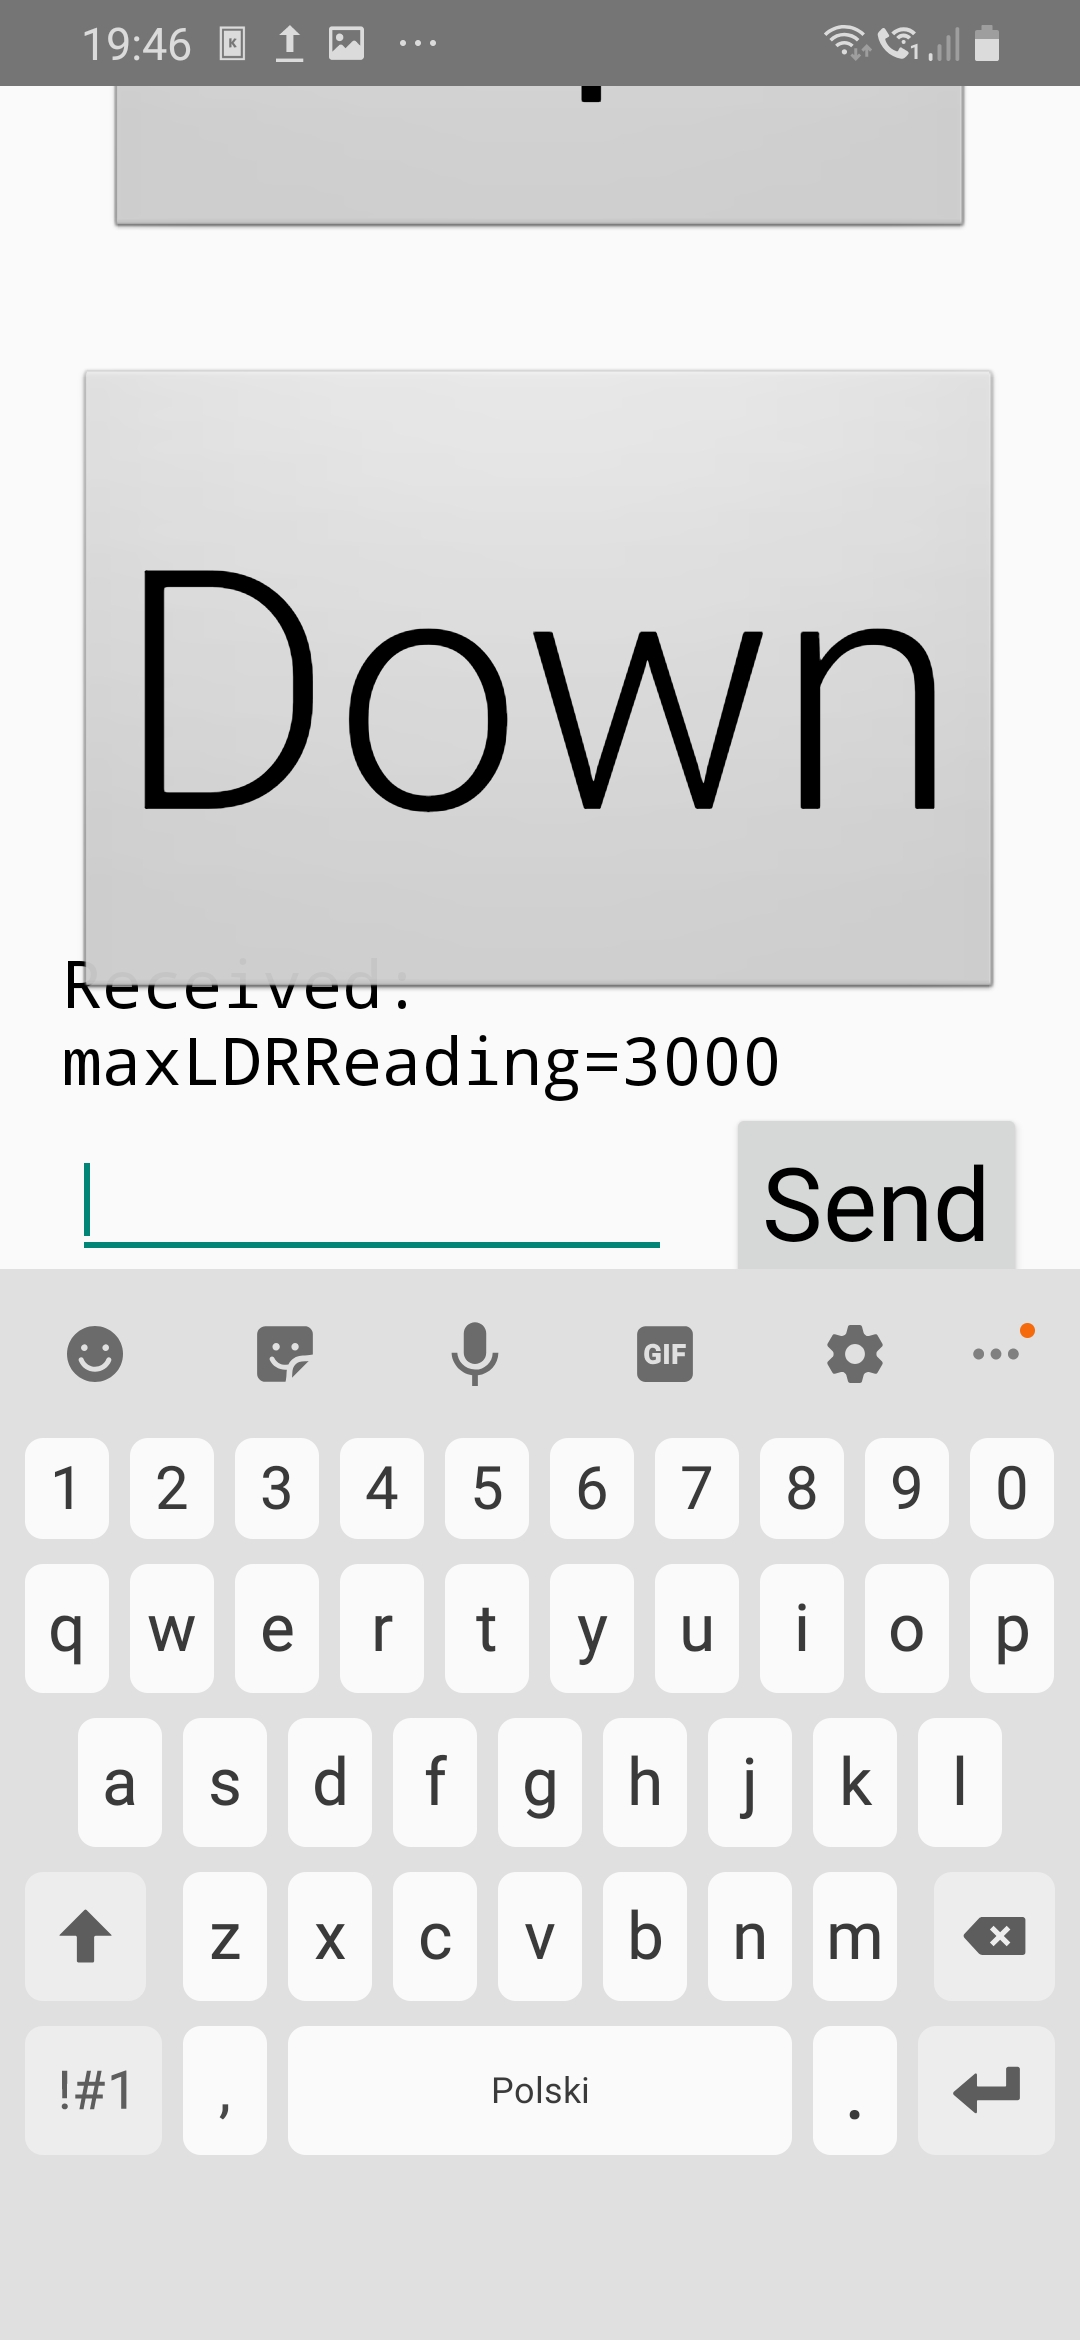 19:46
Down
Received:
maxLDRReading=3000
Send
GIF
1 2 3 4 5 6 7 8 9 0
q w e r t y u i o p
a s d f g h j k l
z x c v b n m
!#1 , Polski .